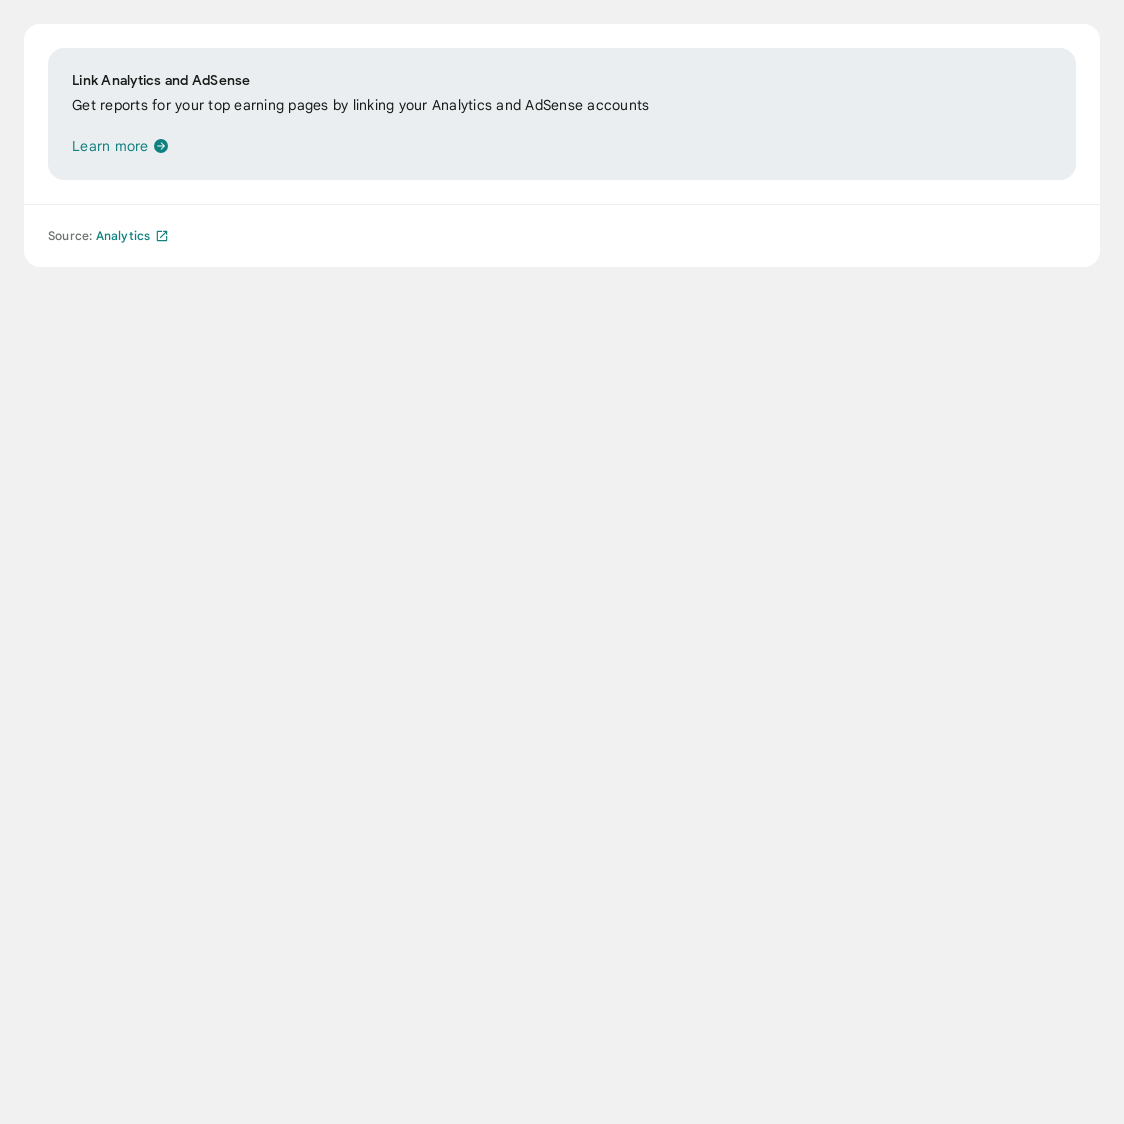 Link Analytics and AdSense
Get reports for your top earning pages by linking your Analytics and AdSense accounts
Learn more
Source: Analytics